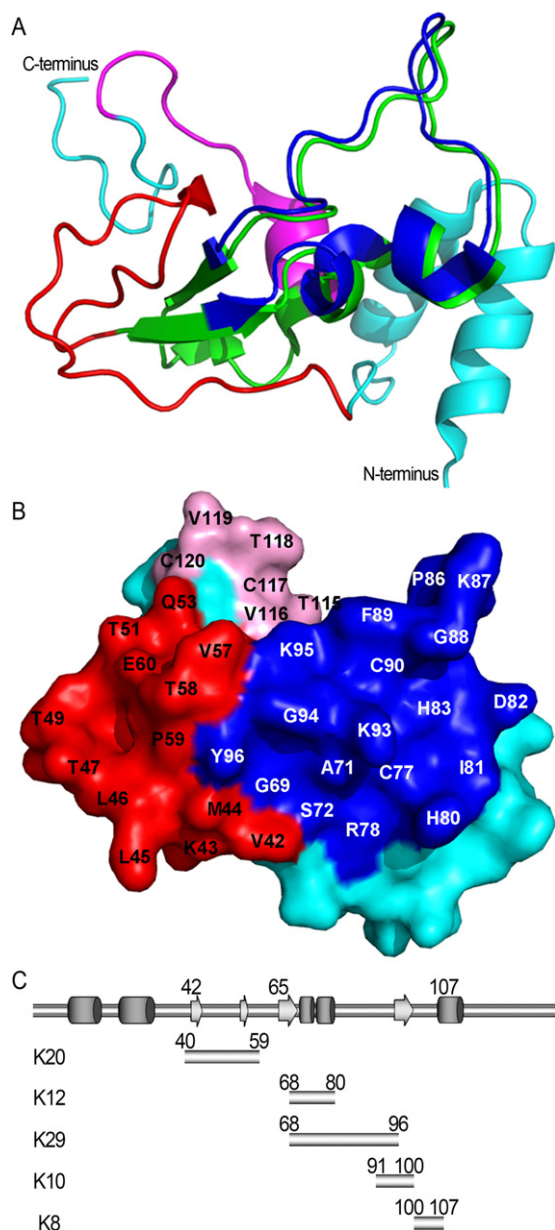 A
C-terminus
N-terminus
B
V119
T118
C120
C117
Q53
T115
V116
P86
K87
T51
F89
G88
V57
E60
K95
C90
T58
D82
H83
T49
G94
P59
K93
Y96
T47
A71
I81
C77
G69
L46
M44
S72
H80
R78
V42
K43
L45
C
42 65 107
40 59
K20
68 80
K12
68 96
K29
91 100
K10
100 107
K8